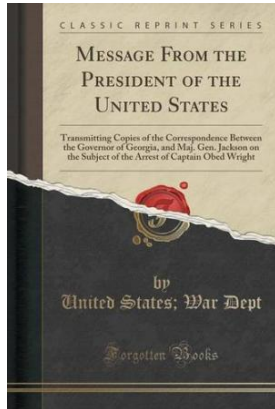 CLASSIC REPRINT SERIES
MESSAGE FROM THE
PRESIDENT OF THE
UNITED STATES
Transmitting Copies of the Correspondence Between
the Governor of Georgia, and Maj. Gen. Jackson on
the Subject of the Arrest of Captain Obed Wright
by
United States; War Dept
Forgotten Books